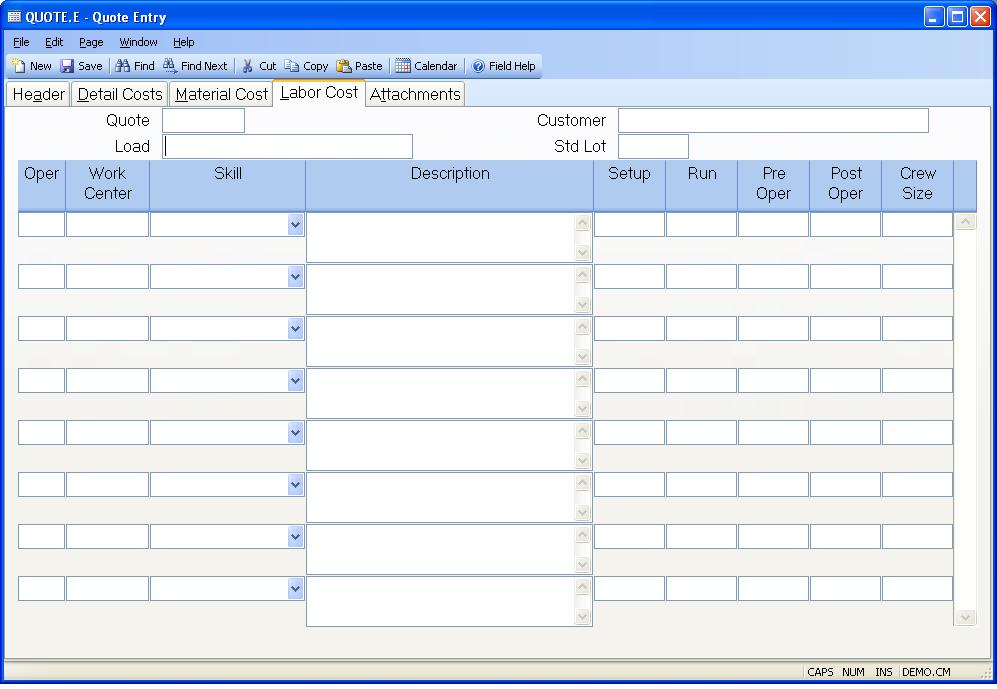 QUOTE.E - Quote Entry
File Edit Page Window Help
New Save Find Find Next Cut Copy Paste Calendar Field Help
Header Detail Costs Material Cost Labor Cost Attachments
Quote Customer
Load Std Lot
Oper Work Center Skill Description Setup Run Pre Oper Post Oper Crew Size
CAPS NUM INS DEMO.CM